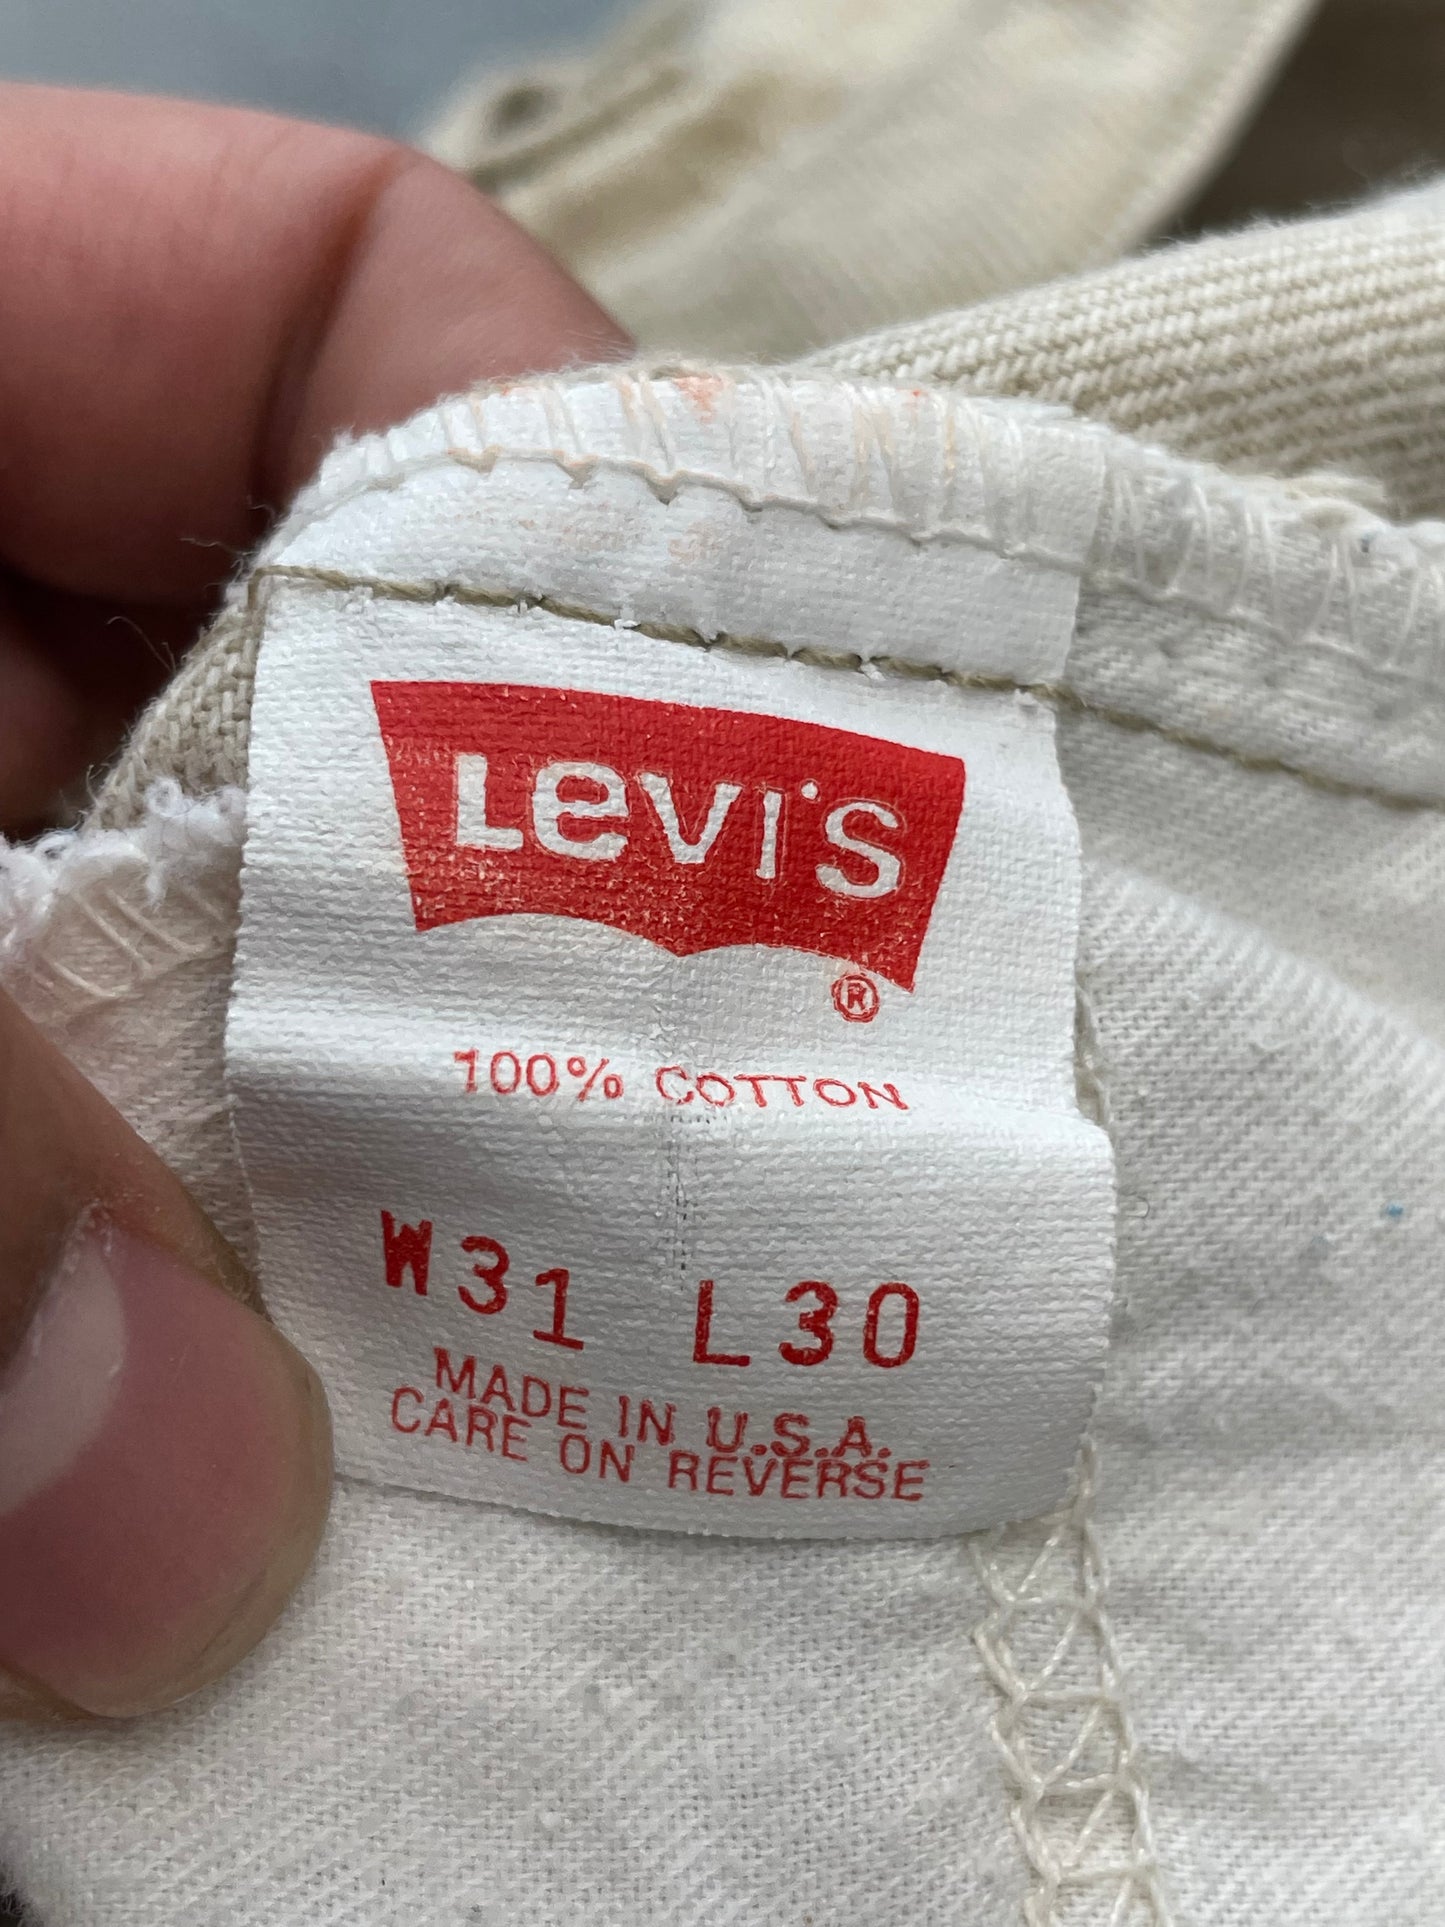 Levi's
®
100% COTTON
W31 L30
MADE IN U.S.A.
CARE ON REVERSE